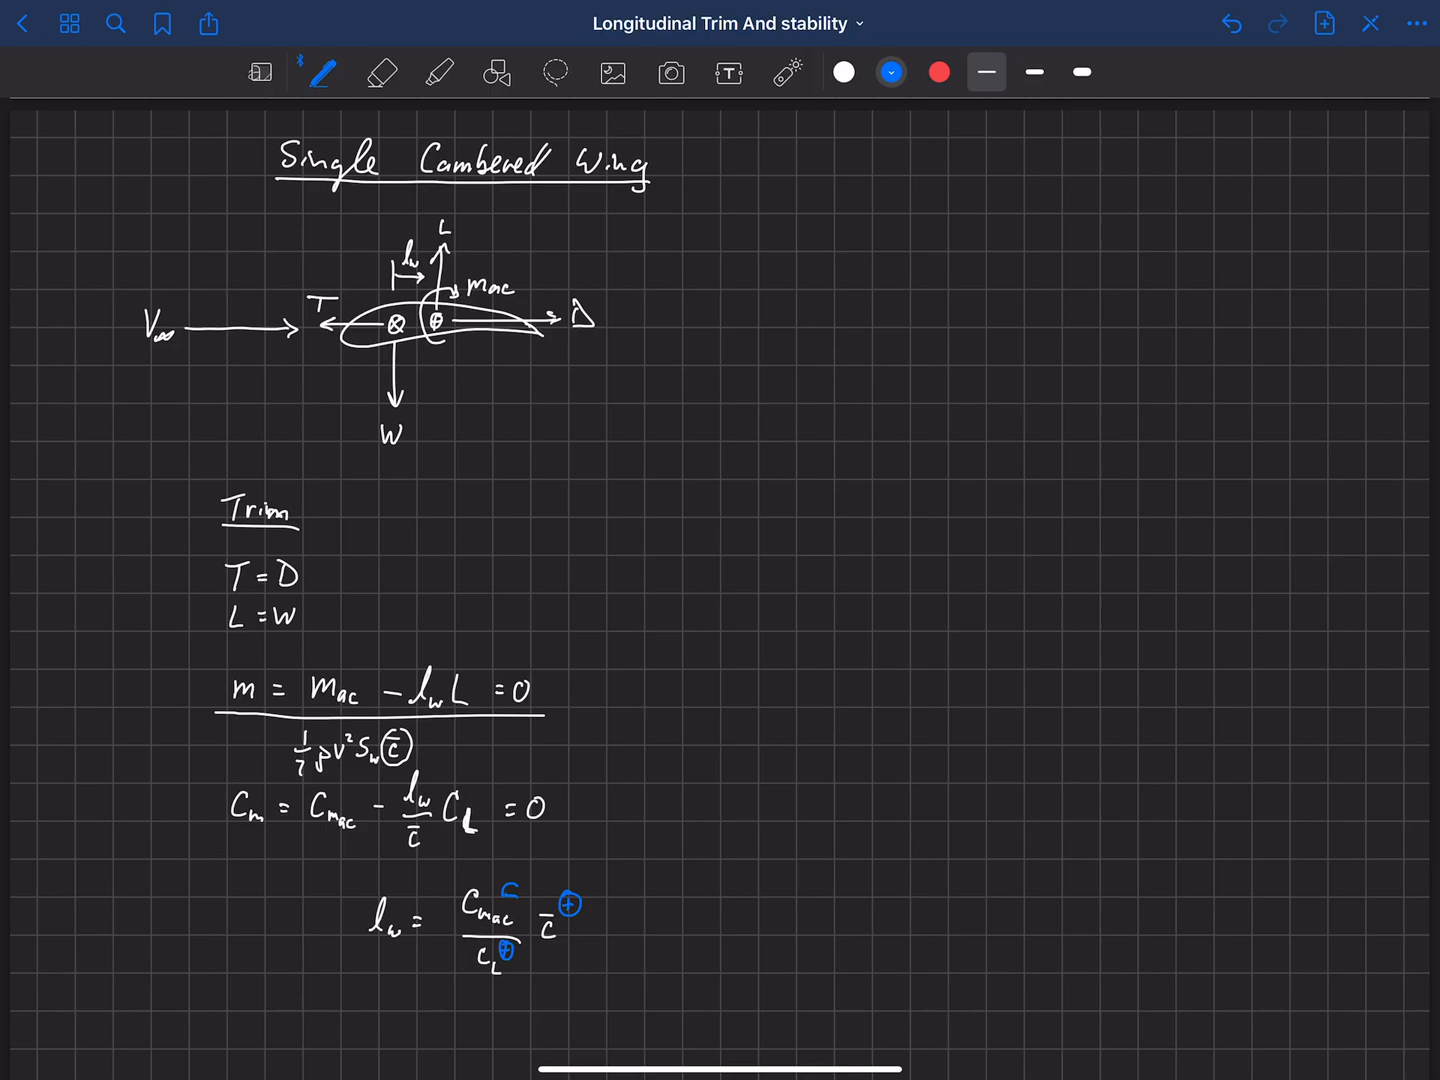 Longitudinal Trim And stability
T
Single Cambered Wing
L
lw
mac
T
D
V∞
W
Trim
T = D
L = W
m = mac - lw L = 0
1/2 ρV² Sw c̄
Cm = Cmac - lw/c̄ CL = 0
lw = Cmac/CL c̄